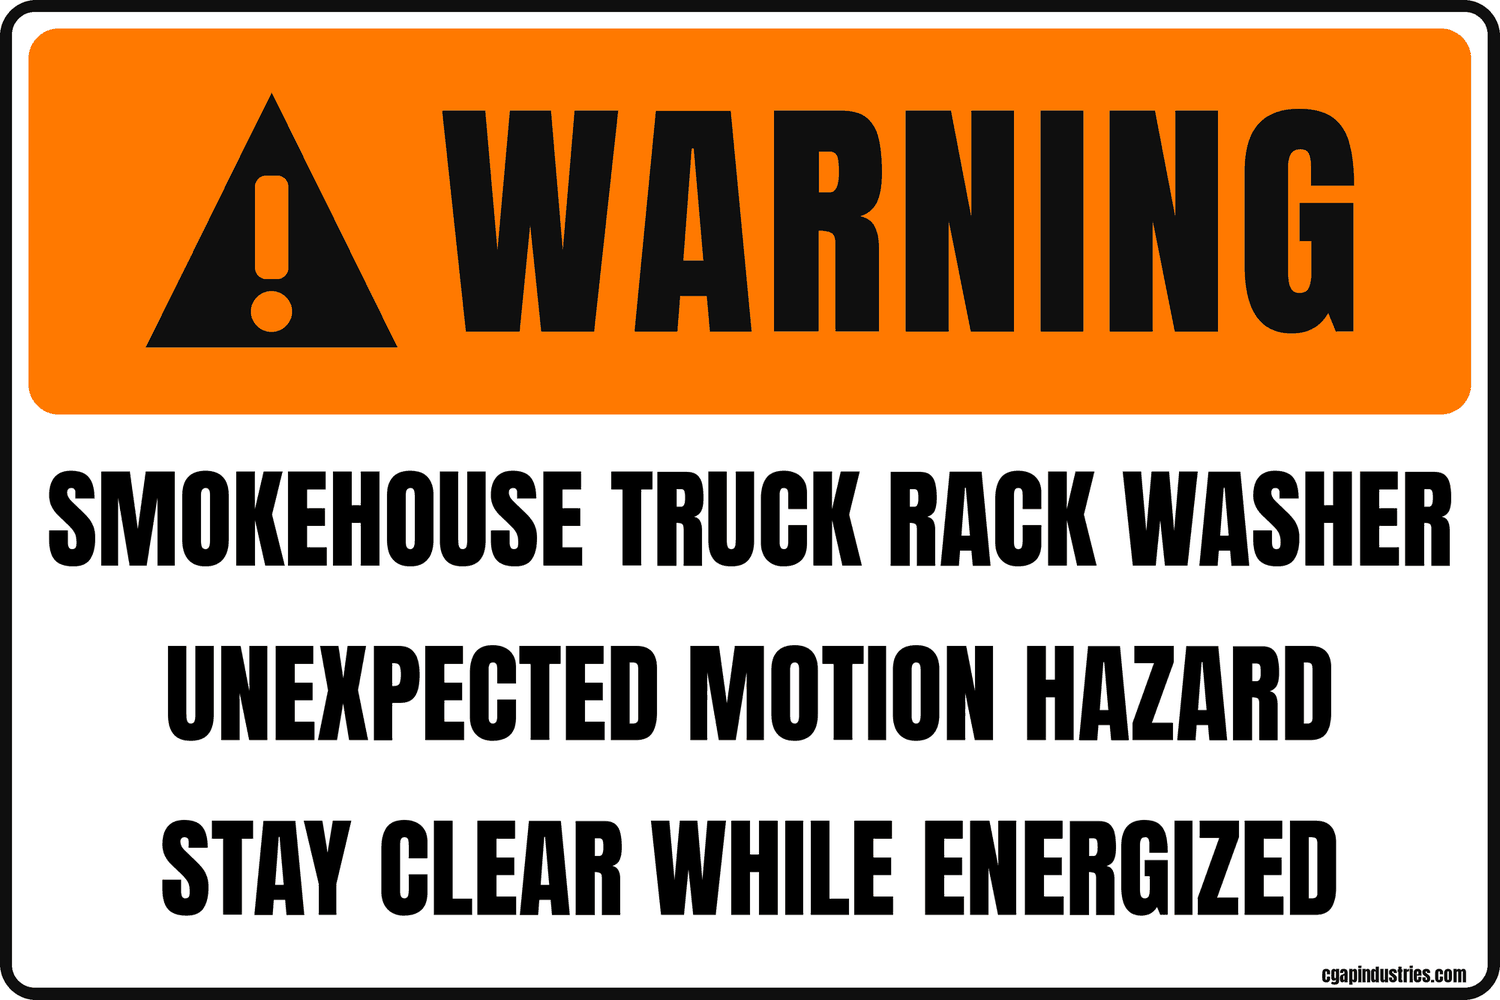 WARNING
SMOKEHOUSE TRUCK RACK WASHER
UNEXPECTED MOTION HAZARD
STAY CLEAR WHILE ENERGIZED
cgapindustries.com